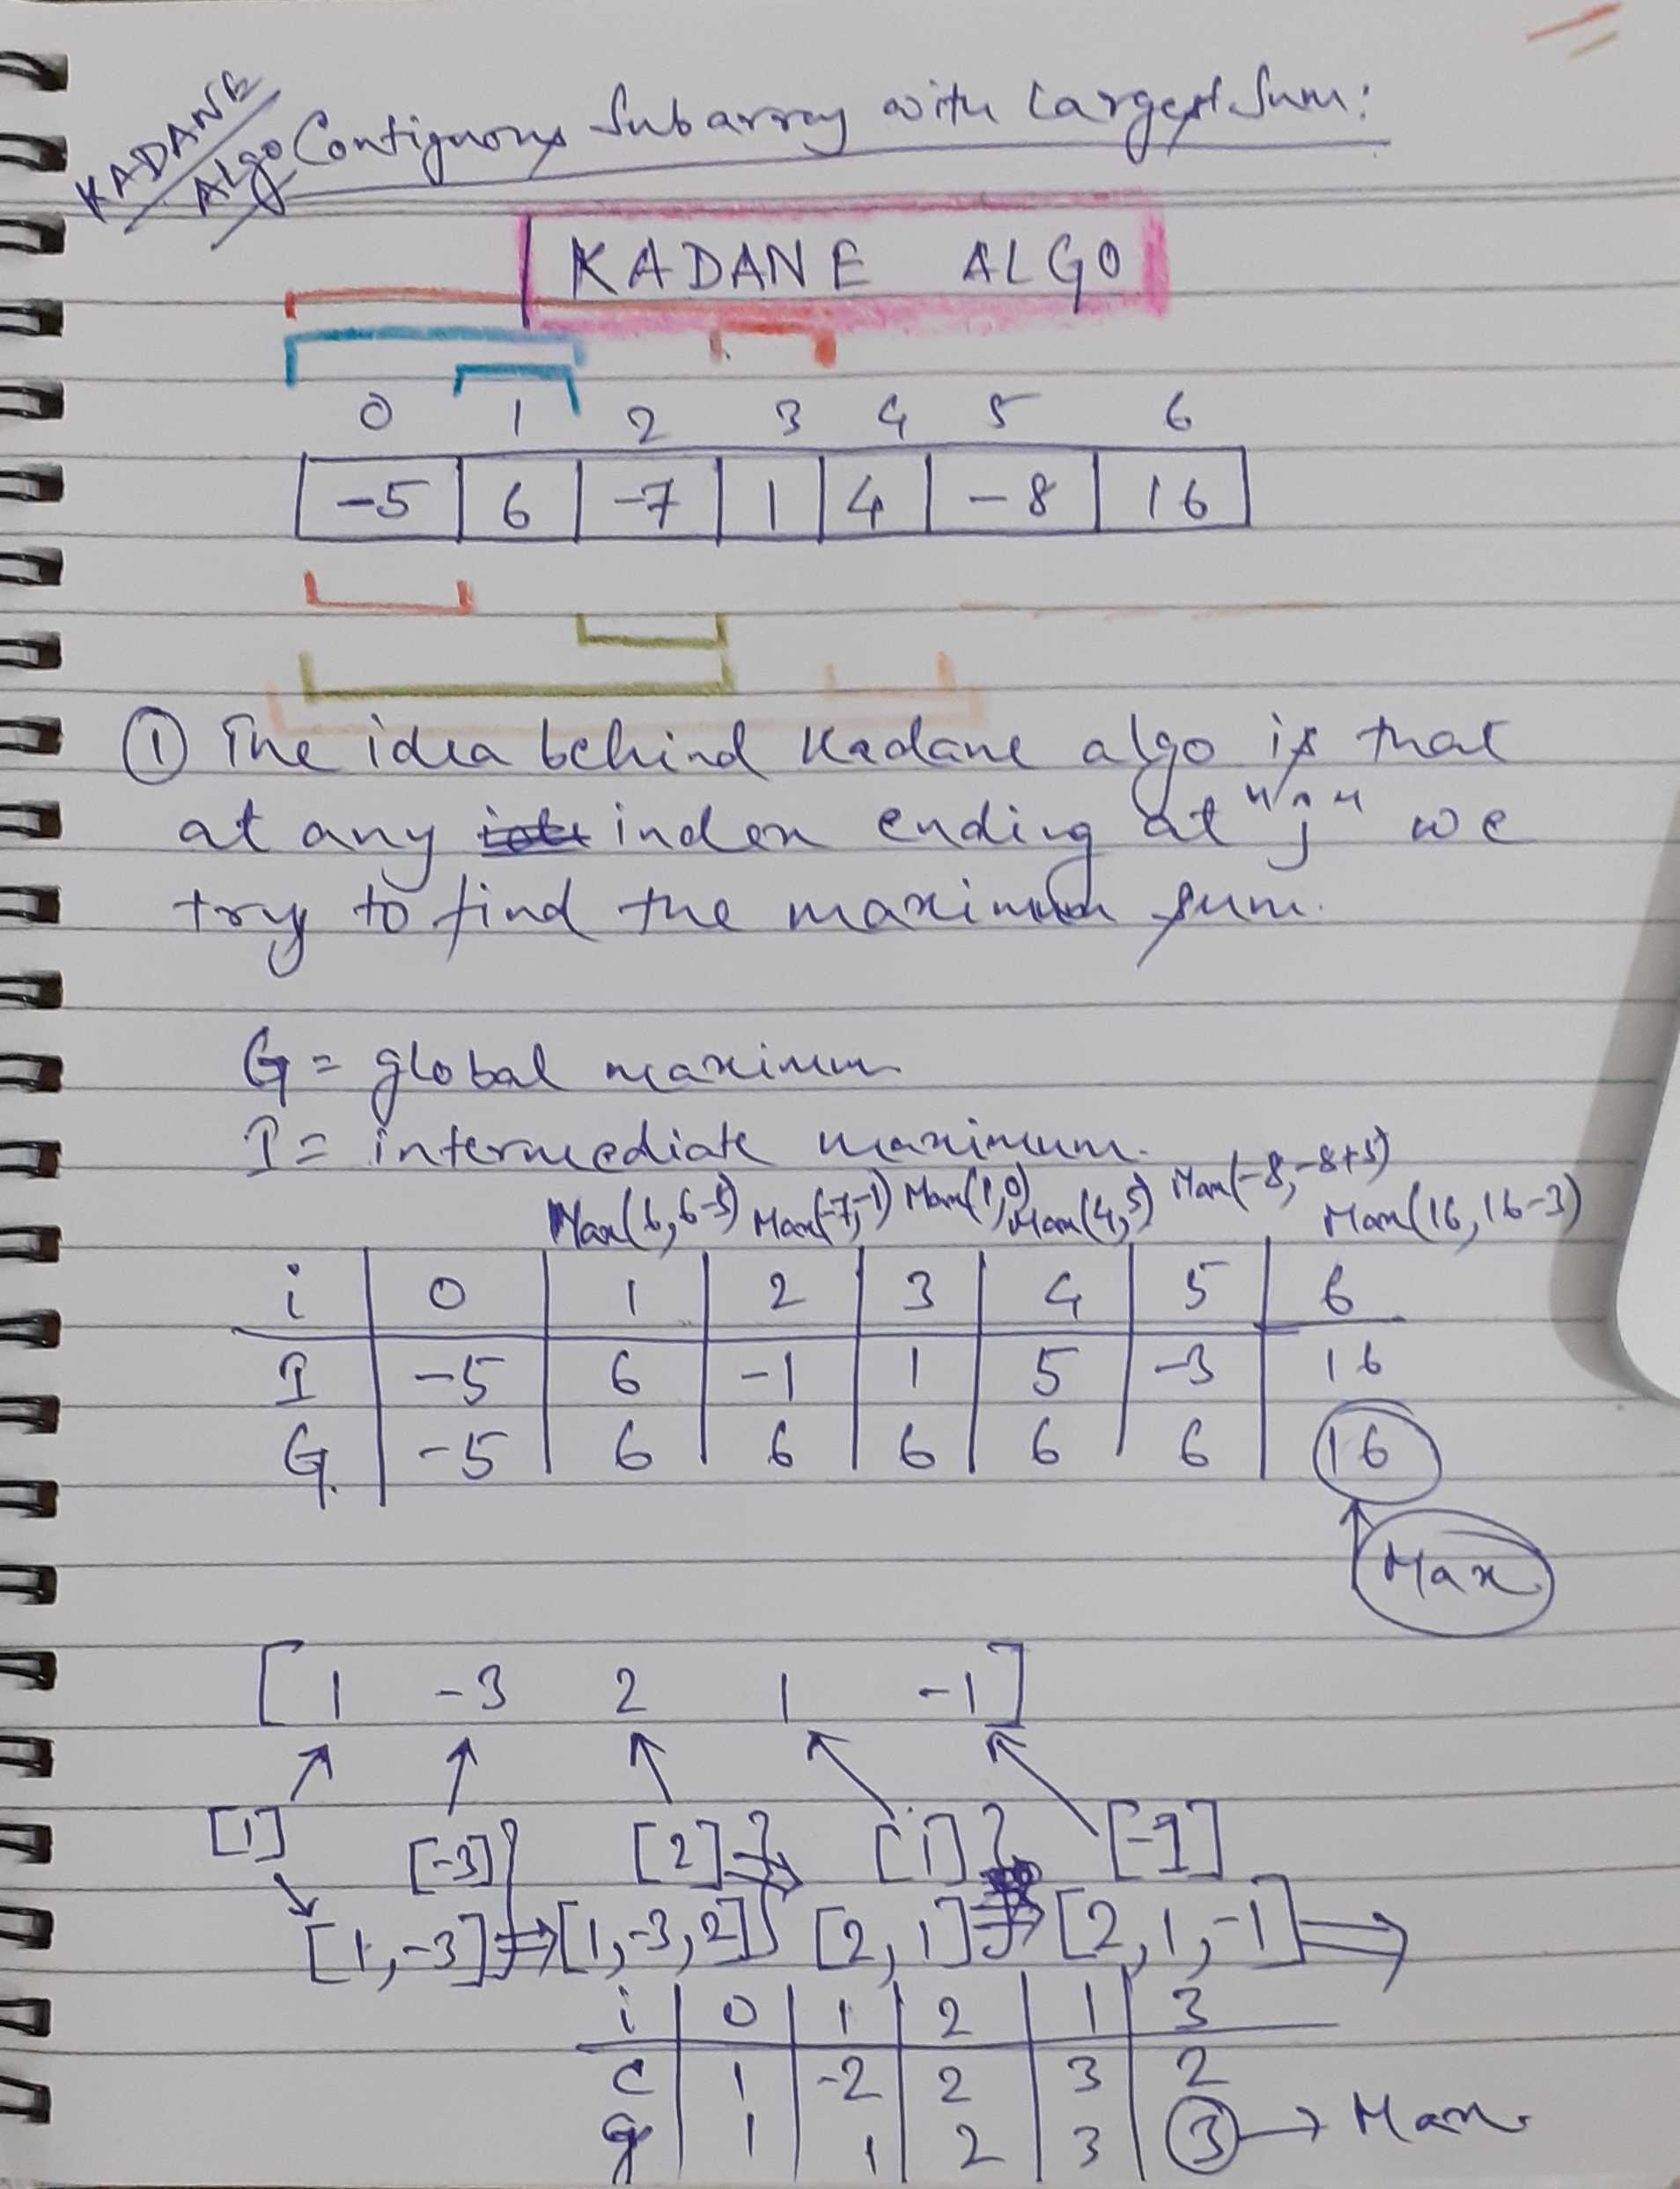 KADANE
ALgo
Contiguous Subarray with Largest Sum:
KADANE ALGO
0 1 2 3 4 5 6
-5 6 -7 1 4 -8 16
① The idea behind Kadane algo is that
at any index ending at "j" we
try to find the maximum sum.
G = global maximum
I = intermediate maximum.
Max(6,6-5) Max(-7,-1) Max(1,0) Max(4,5) Max(-8,-8+5) Max(16,16-3)
i 0 1 2 3 4 5 6
I -5 6 -1 1 5 -3 16
G -5 6 6 6 6 6 16
Max
[1 -3 2 1 -1]
[1] [-3] [2] [1] [-1]
[1,-3] ⇒ [1,-3,2] [2,1] ⇒ [2,1,-1] ⇒
i 0 1 2 1 3
c 1 -2 2 3 2
g 1 1 2 3 3 → Max